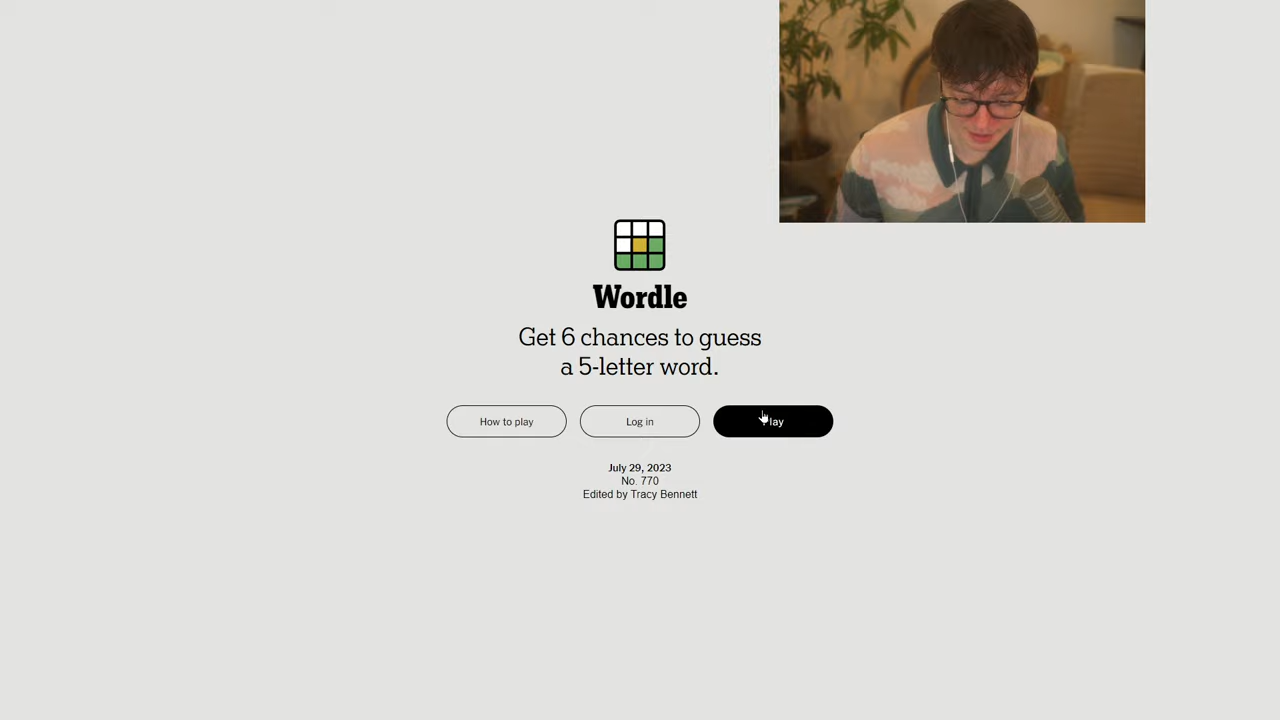 Wordle
Get 6 chances to guess
a 5-letter word.
How to play
Log in
lay
July 29, 2023
No. 770
Edited by Tracy Bennett